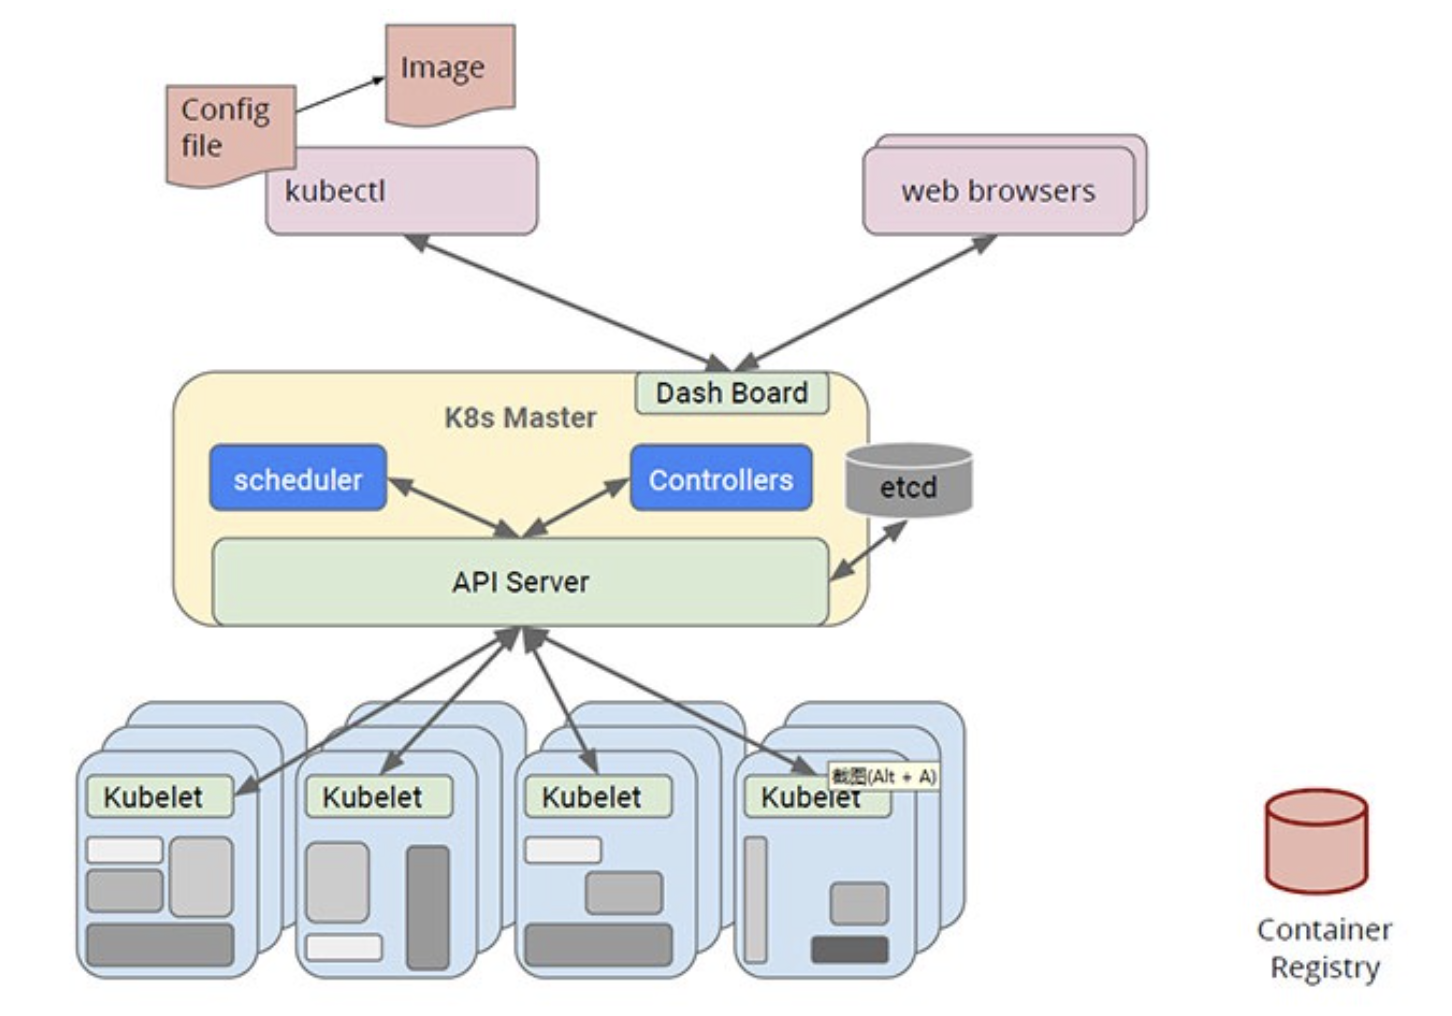 Image
Config
file
kubectl
web browsers
Dash Board
K8s Master
scheduler
Controllers
etcd
API Server
截图(Alt + A)
Kubelet
Kubelet
Kubelet
Kubelet
Container
Registry